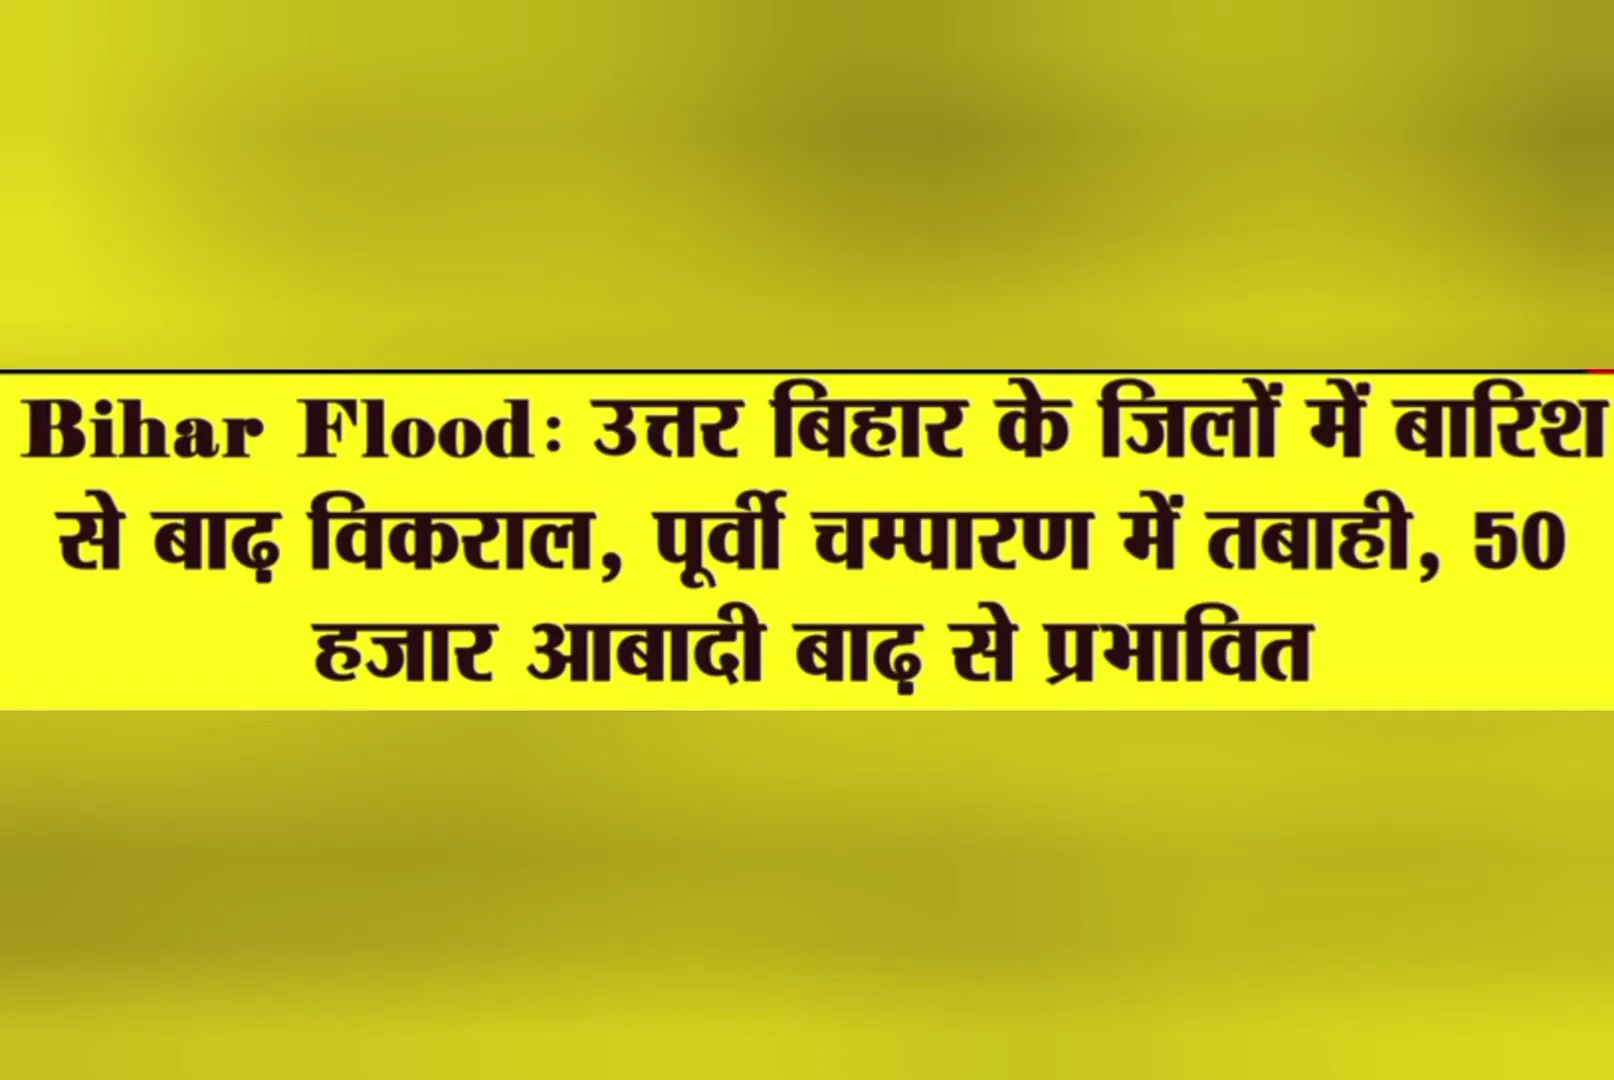 Bihar Flood: उत्तर बिहार के जिलों में बारिश
से बाढ़ विकराल, पूर्वी चम्पारण में तबाही, 50
हजार आबादी बाढ़ से प्रभावित